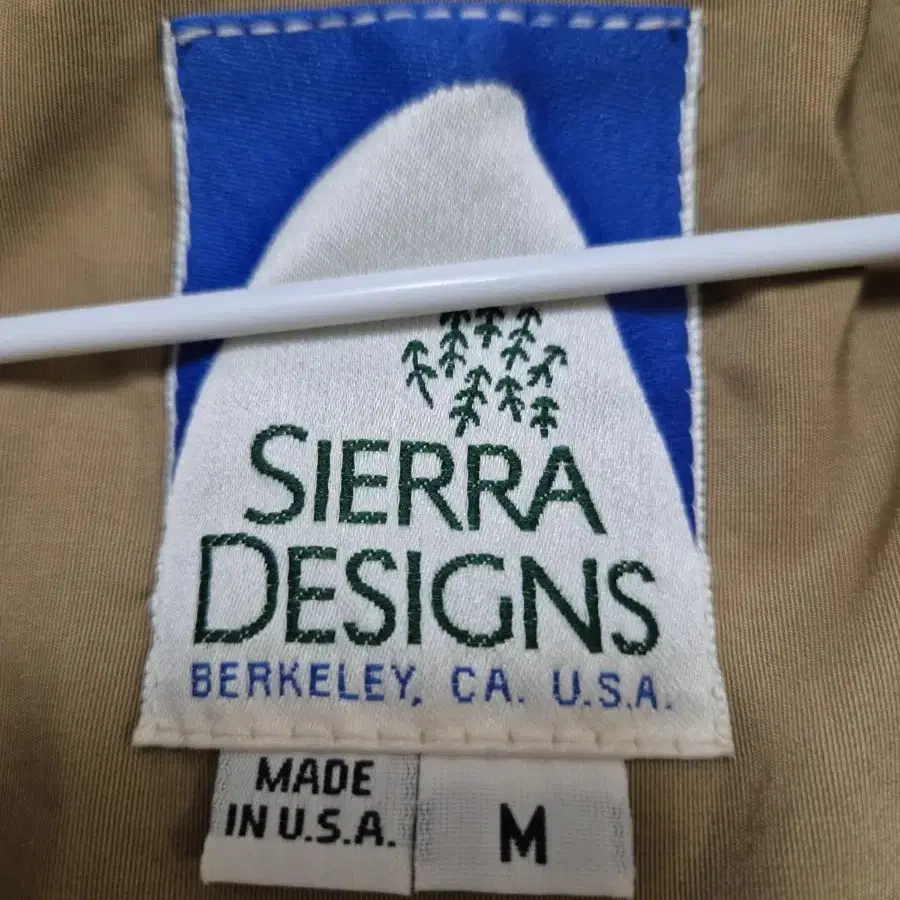 SIERRA
DESIGNS
BERKELEY, CA. U.S.A.
MADE
IN U.S.A.
M